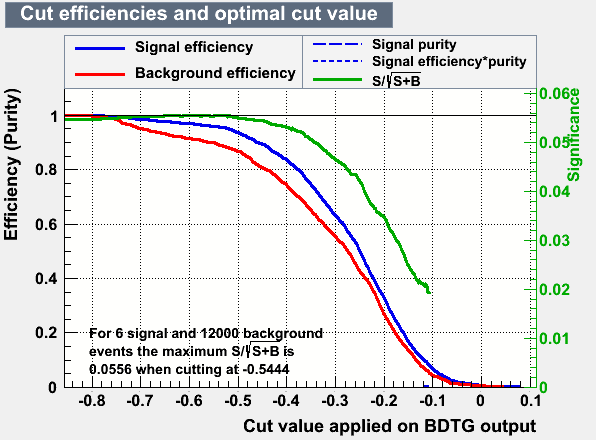 Cut efficiencies and optimal cut value
Signal efficiency
Background efficiency
Signal purity
Signal efficiency*purity
S/√S+B
Efficiency (Purity)
1
0.8
0.6
0.4
0.2
0
0.06
0.05
0.04
0.03
0.02
0.01
0
Significance
For 6 signal and 12000 background
events the maximum S/√S+B is
0.0556 when cutting at -0.5444
-0.8 -0.7 -0.6 -0.5 -0.4 -0.3 -0.2 -0.1 0 0.1
Cut value applied on BDTG output